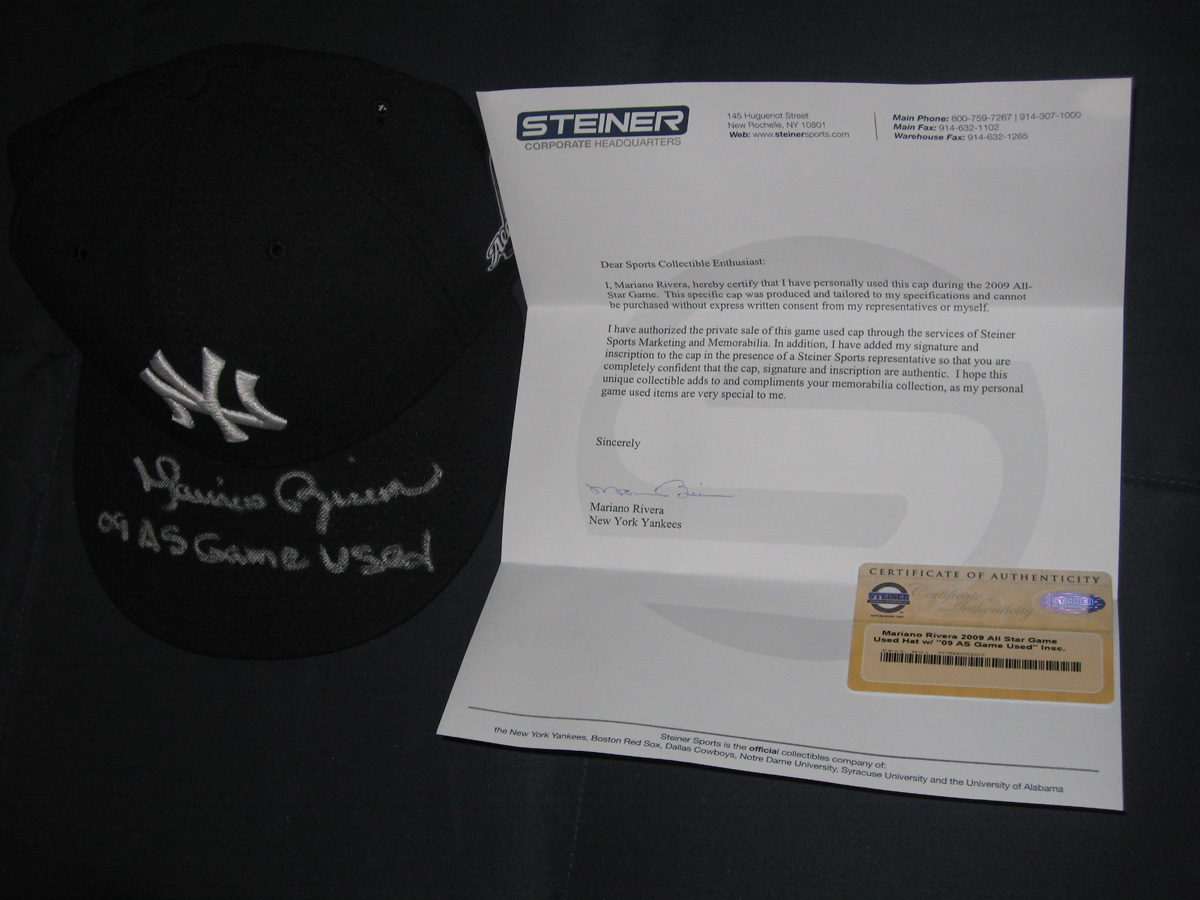 NY
Mariano Rivera
09 AS Game Used
STEINER
CORPORATE HEADQUARTERS
145 Huguenot Street
New Rochelle, NY 10801
Web: www.steinersports.com
Main Phone: 800-759-7267 | 914-307-1000
Main Fax: 914-632-1102
Warehouse Fax: 914-632-1265
Dear Sports Collectible Enthusiast:
I, Mariano Rivera, hereby certify that I have personally used this cap during the 2009 All-
Star Game. This specific cap was produced and tailored to my specifications and cannot
be purchased without express written consent from my representatives or myself.
I have authorized the private sale of this game used cap through the services of Steiner
Sports Marketing and Memorabilia. In addition, I have added my signature and
inscription to the cap in the presence of a Steiner Sports representative so that you are
completely confident that the cap, signature and inscription are authentic. I hope this
unique collectible adds to and compliments your memorabilia collection, as my personal
game used items are very special to me.
Sincerely
Mariano Rivera
New York Yankees
CERTIFICATE OF AUTHENTICITY
STEINER
Certificate of Authenticity
STEINER
Mariano Rivera 2009 All Star Game
Used Hat w/ "09 AS Game Used" Insc.
Steiner Sports is the official collectibles company of:
the New York Yankees, Boston Red Sox, Dallas Cowboys, Notre Dame University, Syracuse University and the University of Alabama